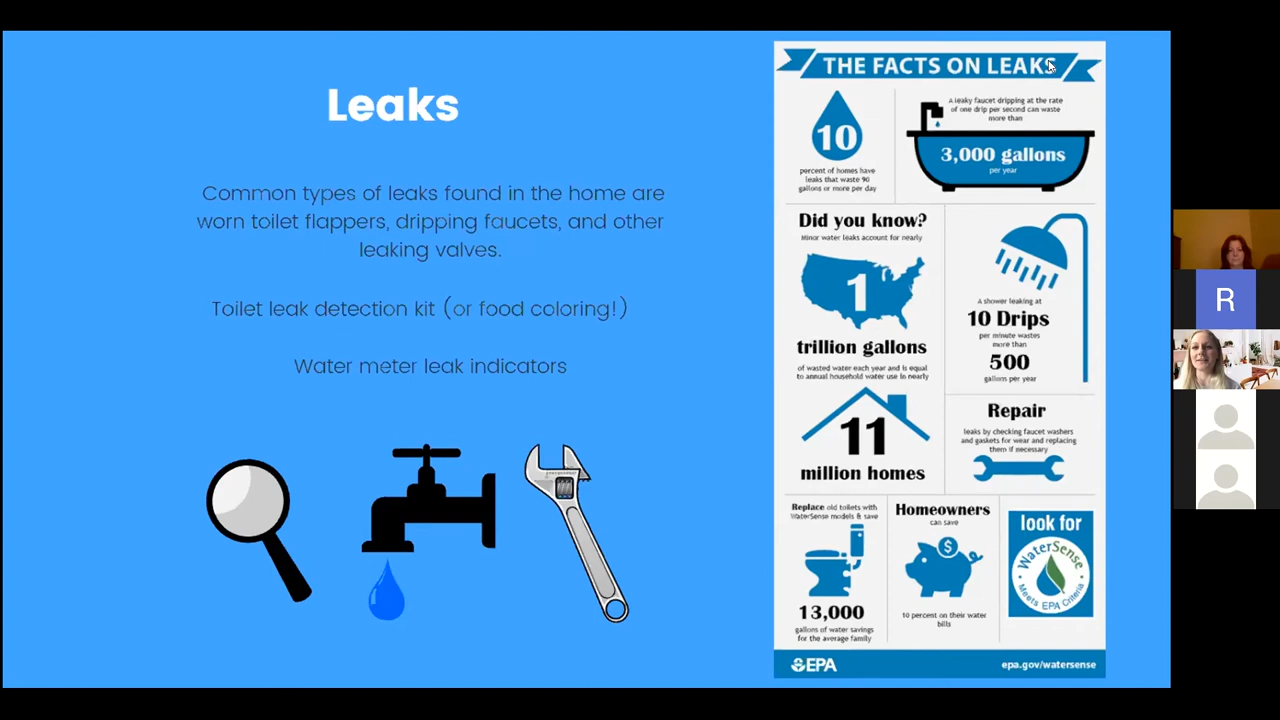 Leaks
Common types of leaks found in the home are
worn toilet flappers, dripping faucets, and other
leaking valves.
Toilet leak detection kit (or food coloring!)
Water meter leak indicators
THE FACTS ON LEAKS
10
percent of homes have
leaks that waste 90
gallons or more per day
A leaky faucet dripping at the rate
of one drip per second can waste
more than
3,000 gallons
per year
Did you know?
Minor water leaks account for nearly
1
trillion gallons
of wasted water each year and is equal
to annual household water use in nearly
11
million homes
A shower leaking at
10 Drips
per minute wastes
more than
500
gallons per year
Repair
leaks by checking faucet washers
and gaskets for wear and replacing
them if necessary
Replace old toilets with
WaterSense models & save
13,000
gallons of water savings
for the average family
Homeowners
can save
$
10 percent on their water
bills
look for
WaterSense
Meets EPA Criteria
EPA
epa.gov/watersense
R